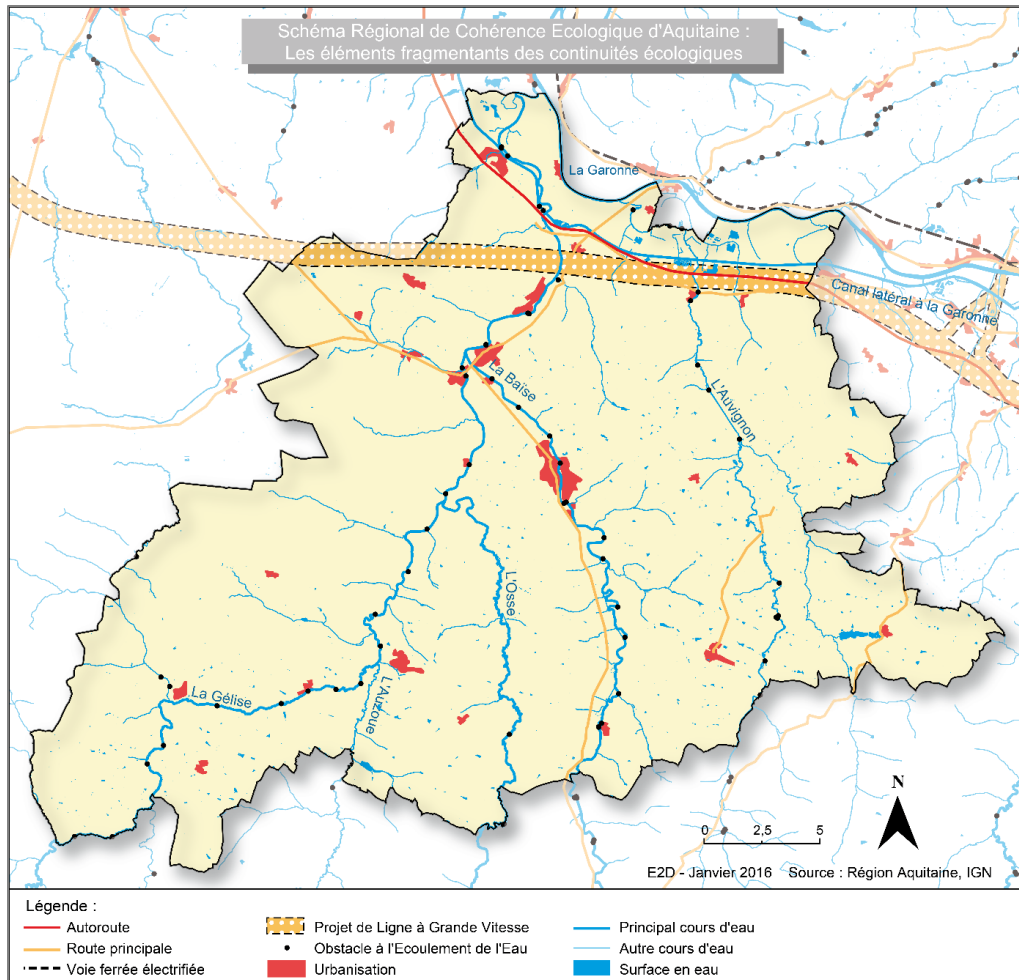 Schéma Régional de Cohérence Ecologique d'Aquitaine :
Les éléments fragmentants des continuités écologiques
La Garonne
Canal latéral à la Garonne
La Baïse
L'Auvignon
L'Osse
L'Auzoue
La Gélise
N
0 2,5 5
E2D - Janvier 2016 Source : Région Aquitaine, IGN
Légende :
Autoroute
Route principale
Voie ferrée électrifiée
Projet de Ligne à Grande Vitesse
Obstacle à l'Ecoulement de l'Eau
Urbanisation
Principal cours d'eau
Autre cours d'eau
Surface en eau